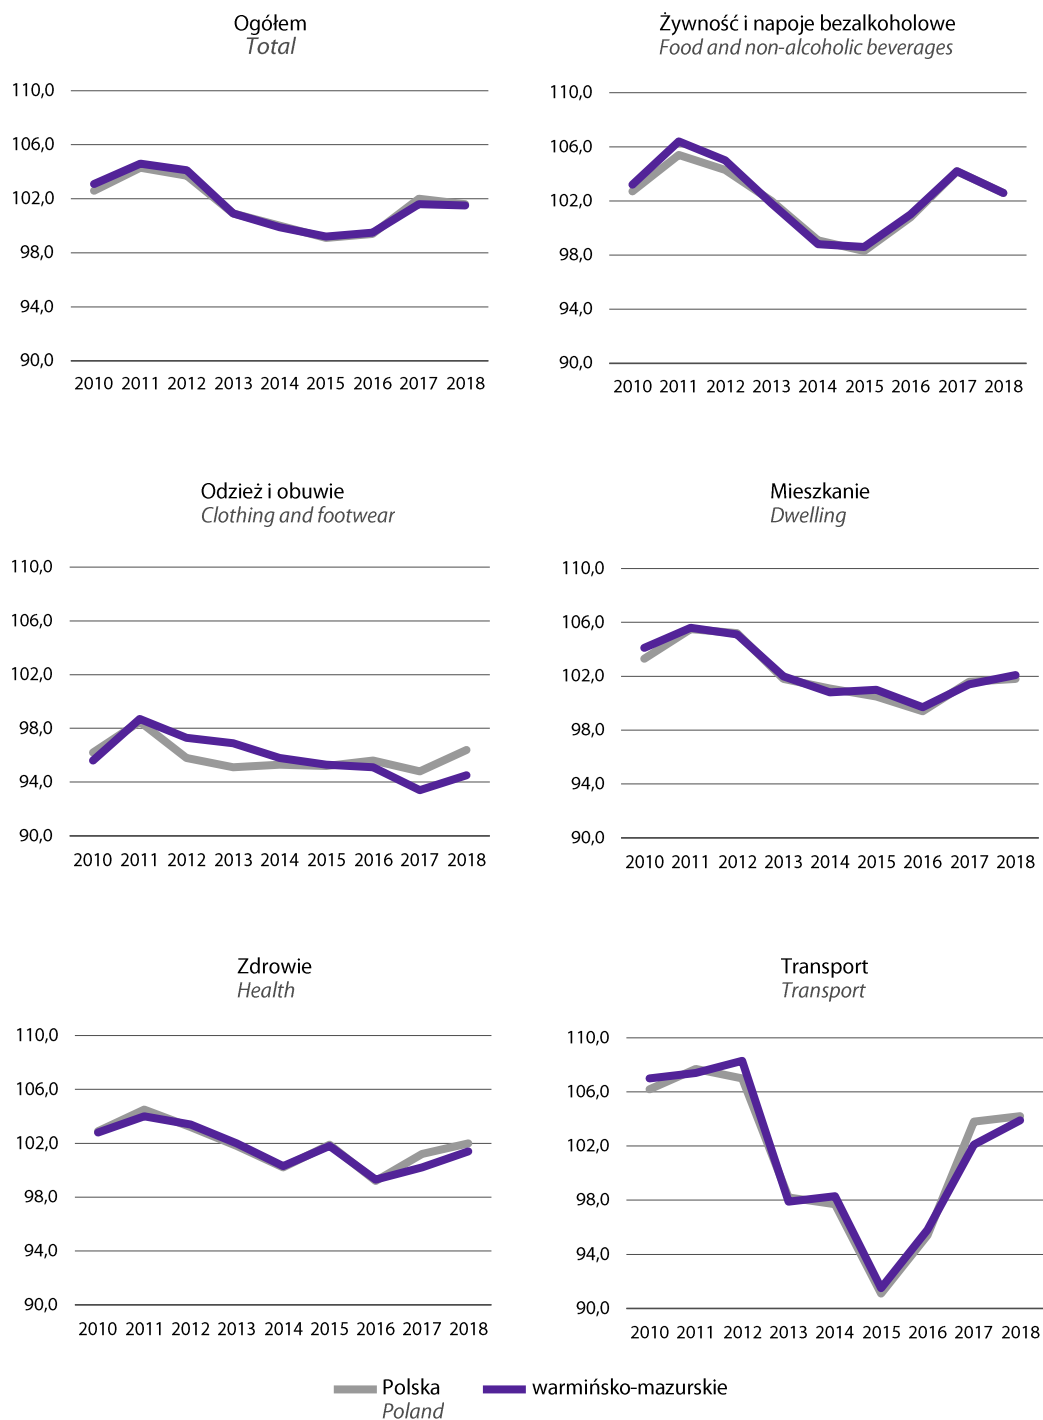 Ogółem
Total
110,0
106,0
102,0
98,0
94,0
90,0
2010 2011 2012 2013 2014 2015 2016 2017 2018
Żywność i napoje bezalkoholowe
Food and non-alcoholic beverages
110,0
106,0
102,0
98,0
94,0
90,0
2010 2011 2012 2013 2014 2015 2016 2017 2018
Odzież i obuwie
Clothing and footwear
110,0
106,0
102,0
98,0
94,0
90,0
2010 2011 2012 2013 2014 2015 2016 2017 2018
Mieszkanie
Dwelling
110,0
106,0
102,0
98,0
94,0
90,0
2010 2011 2012 2013 2014 2015 2016 2017 2018
Zdrowie
Health
110,0
106,0
102,0
98,0
94,0
90,0
2010 2011 2012 2013 2014 2015 2016 2017 2018
Transport
Transport
110,0
106,0
102,0
98,0
94,0
90,0
2010 2011 2012 2013 2014 2015 2016 2017 2018
Polska
Poland
warmińsko-mazurskie